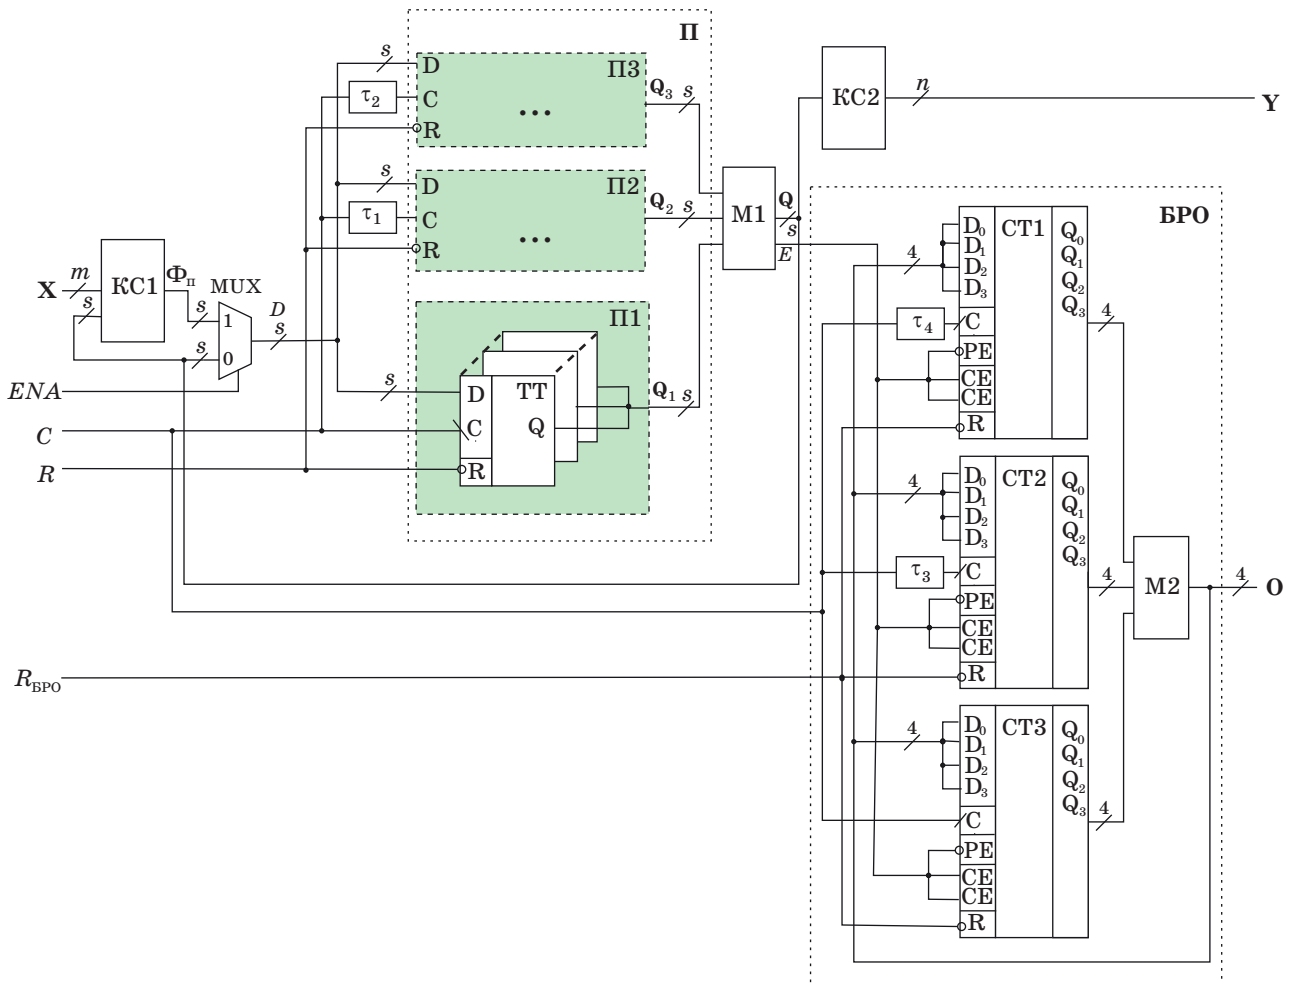 П
s
D
П3
τ2
C
...
Q3 s
R
s
D
П2
τ1
C
...
Q2 s
R
П1
s
D
TT
C
Q
R
Q1 s
X
m
s
КС1
Фп
MUX
s
1
s
0
D
s
ENA
C
R
RБРО
М1
Q
s
E
КС2
n
Y
БРО
4
D0
D1
D2
D3
СТ1
Q0
Q1
Q2
Q3
4
τ4
C
PE
CE
CE
R
4
D0
D1
D2
D3
СТ2
Q0
Q1
Q2
Q3
4
τ3
C
PE
CE
CE
R
М2
4
O
4
D0
D1
D2
D3
СТ3
Q0
Q1
Q2
Q3
4
C
PE
CE
CE
R